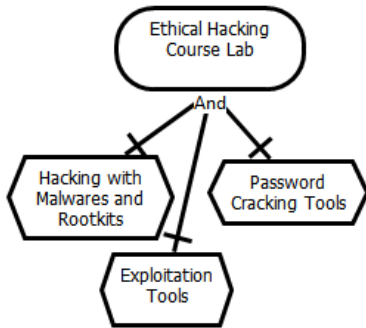 Ethical Hacking
Course Lab
And
Hacking with
Malwares and
Rootkits
Password
Cracking Tools
Exploitation
Tools